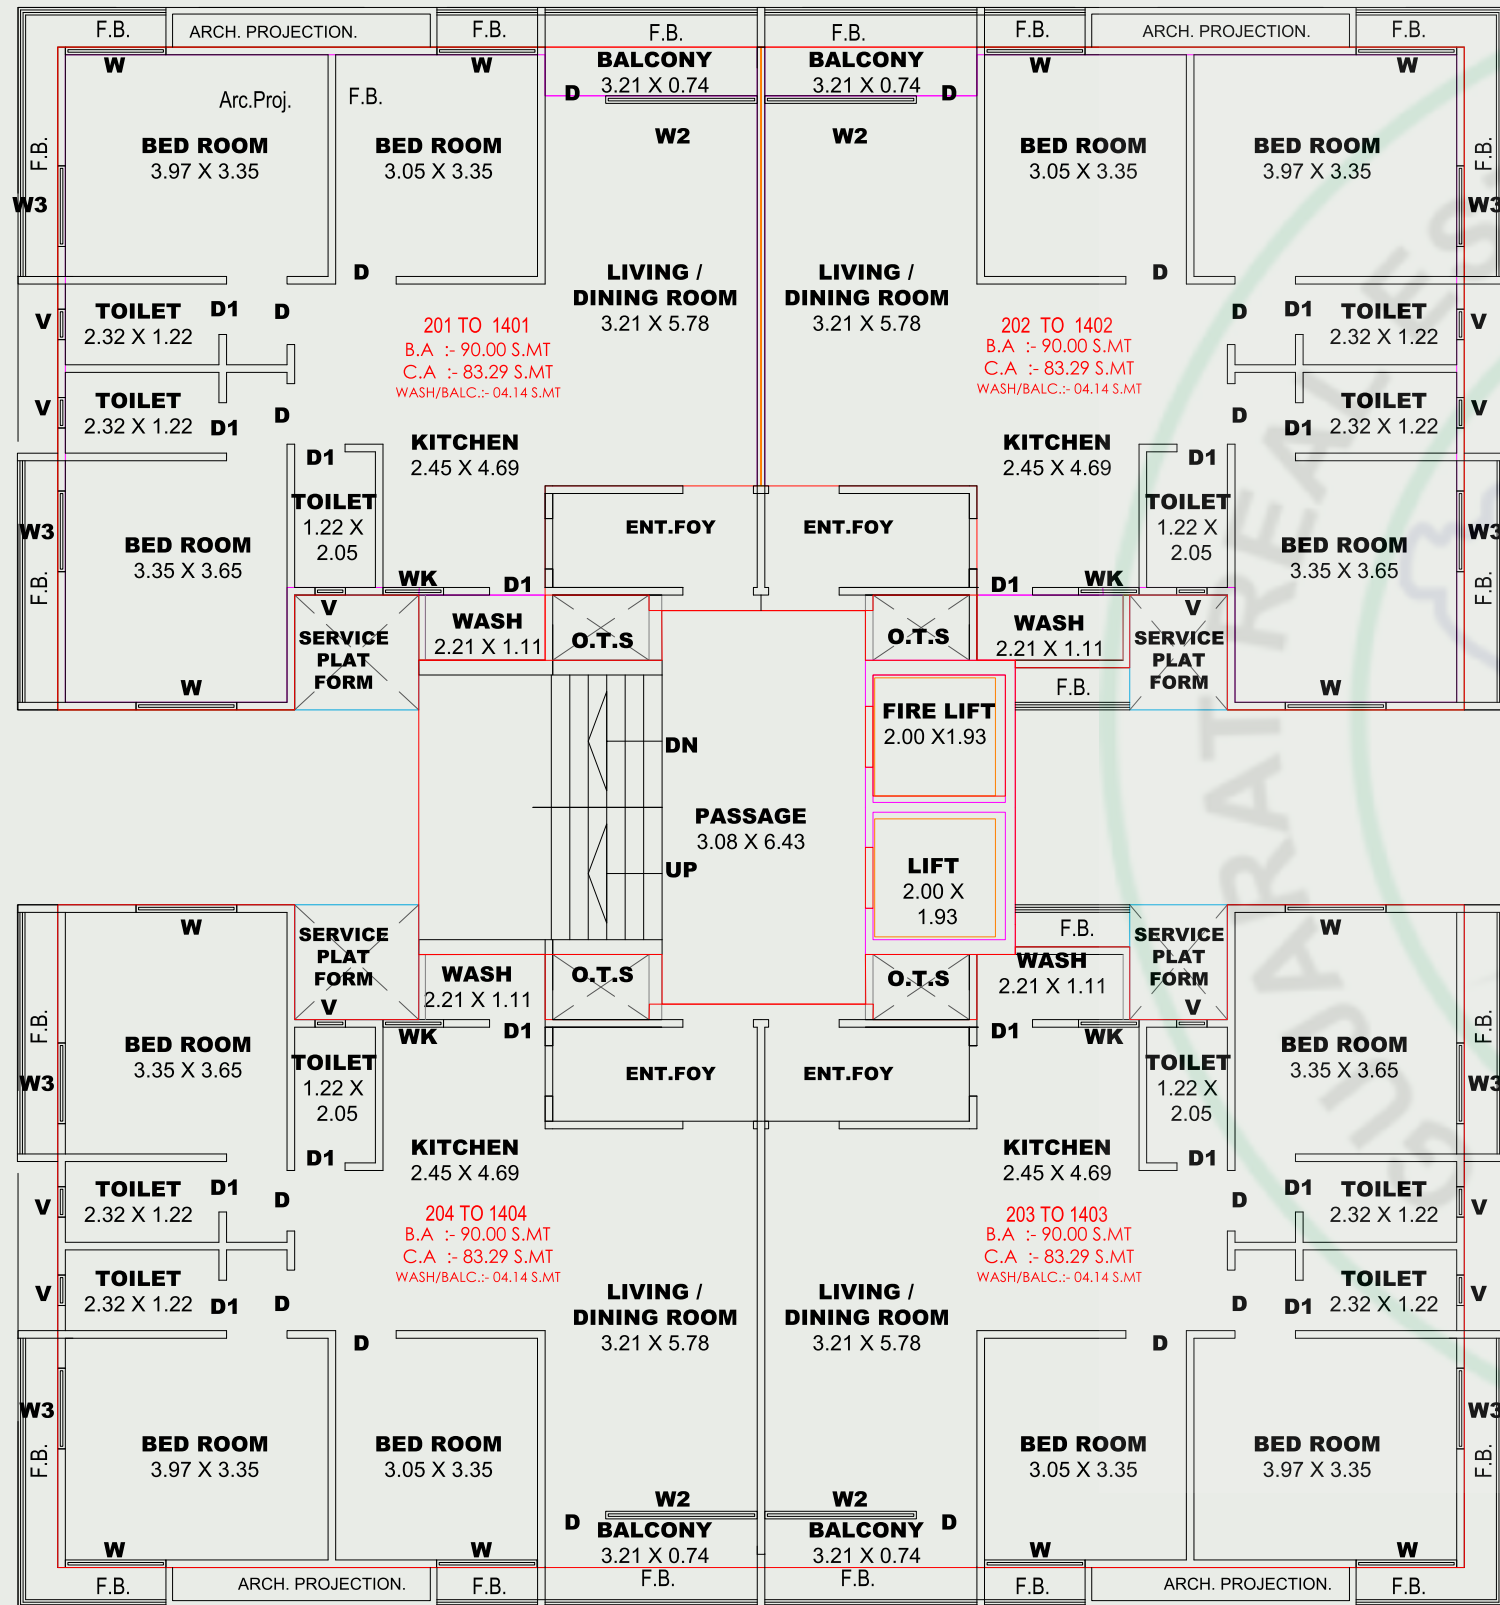 F.B.
ARCH. PROJECTION.
F.B.
F.B.
F.B.
F.B.
ARCH. PROJECTION.
F.B.
W
W
BALCONY
3.21 X 0.74
BALCONY
3.21 X 0.74
W
W
Arc.Proj.
F.B.
D
D
W2
W2
F.B.
BED ROOM
3.97 X 3.35
BED ROOM
3.05 X 3.35
BED ROOM
3.05 X 3.35
BED ROOM
3.97 X 3.35
F.B.
W3
W3
D
LIVING /
DINING ROOM
3.21 X 5.78
LIVING /
DINING ROOM
3.21 X 5.78
D
V
TOILET
2.32 X 1.22
D1
D
201 TO 1401
B.A :- 90.00 S.MT
C.A :- 83.29 S.MT
WASH/BALC.:- 04.14 S.MT
202 TO 1402
B.A :- 90.00 S.MT
C.A :- 83.29 S.MT
WASH/BALC.:- 04.14 S.MT
D
D1
TOILET
2.32 X 1.22
V
V
TOILET
2.32 X 1.22
D1
D
D
D1
TOILET
2.32 X 1.22
V
KITCHEN
2.45 X 4.69
KITCHEN
2.45 X 4.69
D1
D1
TOILET
1.22 X
2.05
TOILET
1.22 X
2.05
W3
ENT.FOY
ENT.FOY
W3
BED ROOM
3.35 X 3.65
BED ROOM
3.35 X 3.65
F.B.
F.B.
WK
D1
D1
WK
V
V
SERVICE
PLAT
FORM
WASH
2.21 X 1.11
O.T.S
O.T.S
WASH
2.21 X 1.11
SERVICE
PLAT
FORM
W
F.B.
W
FIRE LIFT
2.00 X1.93
DN
PASSAGE
3.08 X 6.43
UP
LIFT
2.00 X
1.93
W
SERVICE
PLAT
FORM
V
WASH
2.21 X 1.11
O.T.S
O.T.S
F.B.
WASH
2.21 X 1.11
SERVICE
PLAT
FORM
V
W
F.B.
F.B.
WK
D1
D1
WK
BED ROOM
3.35 X 3.65
BED ROOM
3.35 X 3.65
W3
TOILET
1.22 X
2.05
ENT.FOY
ENT.FOY
TOILET
1.22 X
2.05
W3
D1
KITCHEN
2.45 X 4.69
KITCHEN
2.45 X 4.69
D1
V
TOILET
2.32 X 1.22
D1
D
204 TO 1404
B.A :- 90.00 S.MT
C.A :- 83.29 S.MT
WASH/BALC.:- 04.14 S.MT
203 TO 1403
B.A :- 90.00 S.MT
C.A :- 83.29 S.MT
WASH/BALC.:- 04.14 S.MT
D
D1
TOILET
2.32 X 1.22
V
V
TOILET
2.32 X 1.22
D1
D
D
D1
TOILET
2.32 X 1.22
V
LIVING /
DINING ROOM
3.21 X 5.78
LIVING /
DINING ROOM
3.21 X 5.78
D
D
W3
W3
BED ROOM
3.97 X 3.35
BED ROOM
3.05 X 3.35
BED ROOM
3.05 X 3.35
BED ROOM
3.97 X 3.35
F.B.
F.B.
W2
W2
D
D
W
W
BALCONY
3.21 X 0.74
BALCONY
3.21 X 0.74
W
W
F.B.
ARCH. PROJECTION.
F.B.
F.B.
F.B.
F.B.
ARCH. PROJECTION.
F.B.
GUJARAT REAL ES